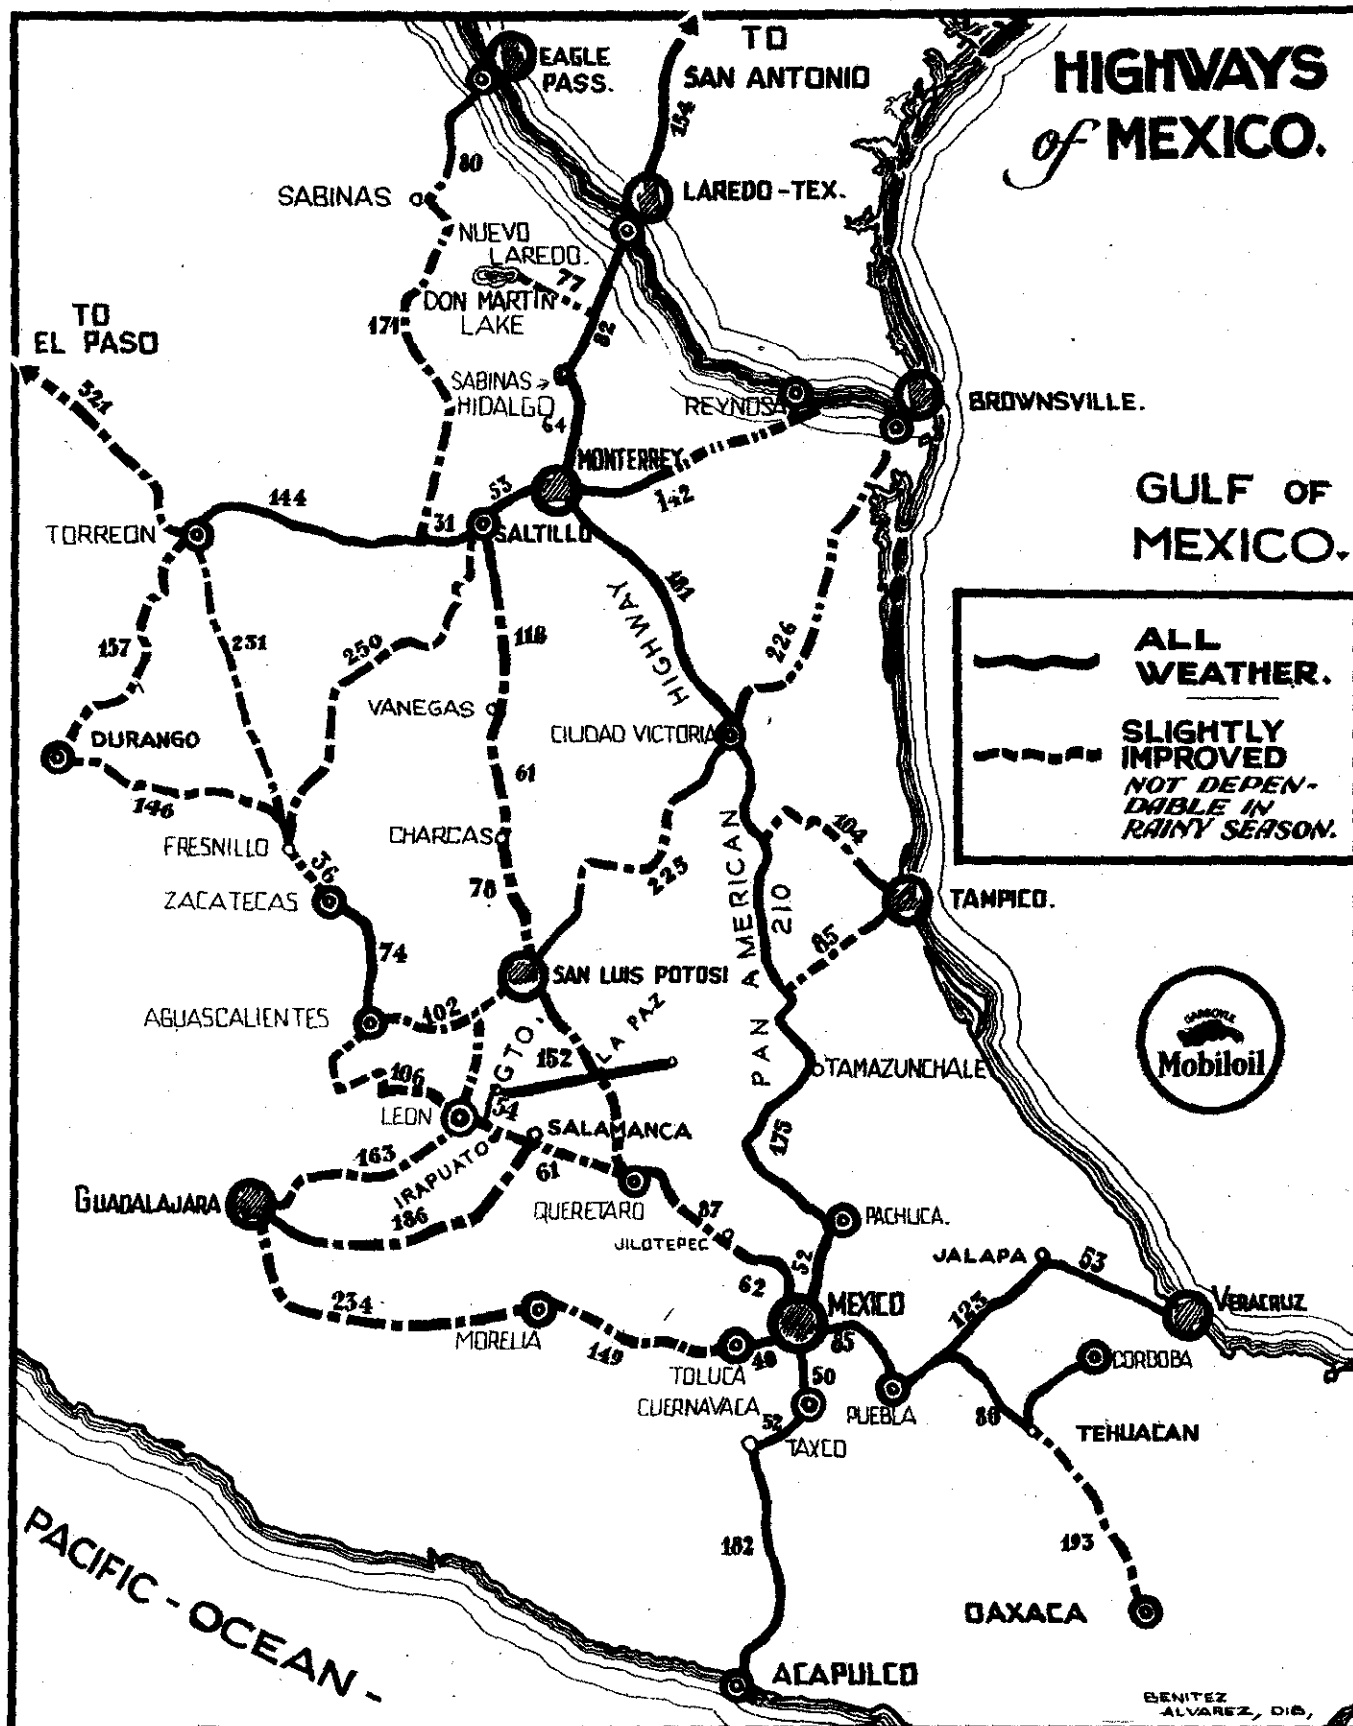 HIGHWAYS
of MEXICO.
TO
SAN ANTONIO
EAGLE
PASS.
154
80
SABINAS
LAREDO-TEX.
NUEVO
LAREDO.
77
DON MARTIN
LAKE
82
171
TO
EL PASO
321
SABINAS
HIDALGO
64
REYNOSA
BROWNSVILLE.
MONTERREY
53
142
144
31
SALTILLO
TORREON
GULF OF
MEXICO.
181
HIGHWAY
118
226
157
231
250
ALL
WEATHER.
SLIGHTLY
IMPROVED
NOT DEPEN-
DABLE IN
RAINY SEASON.
VANEGAS
CIUDAD VICTORIA
DURANGO
61
146
CHARCAS
FRESNILLO
36
104
225
78
ZACATECAS
PAN AMERICAN
210
TAMPICO.
85
74
SAN LUIS POTOSI
102
AGUASCALIENTES
GTO.
152
LA PAZ
TAMAZUNCHALE
GARGOYLE
Mobiloil
106
LEON
54
SALAMANCA
175
163
IRAPUATO
61
GUADALAJARA
186
QUERETARO
87
PACHUCA.
JILOTEPEC
62
52
JALAPA
53
234
MEXICO
123
VERACRUZ
MORELIA
149
TOLUCA
85
CORDOBA
50
CUERNAVACA
PUEBLA
52
TAXCO
80
TEHUACAN
182
193
OAXACA
PACIFIC - OCEAN -
ACAPULCO
BENITEZ
ALVAREZ, DIB,